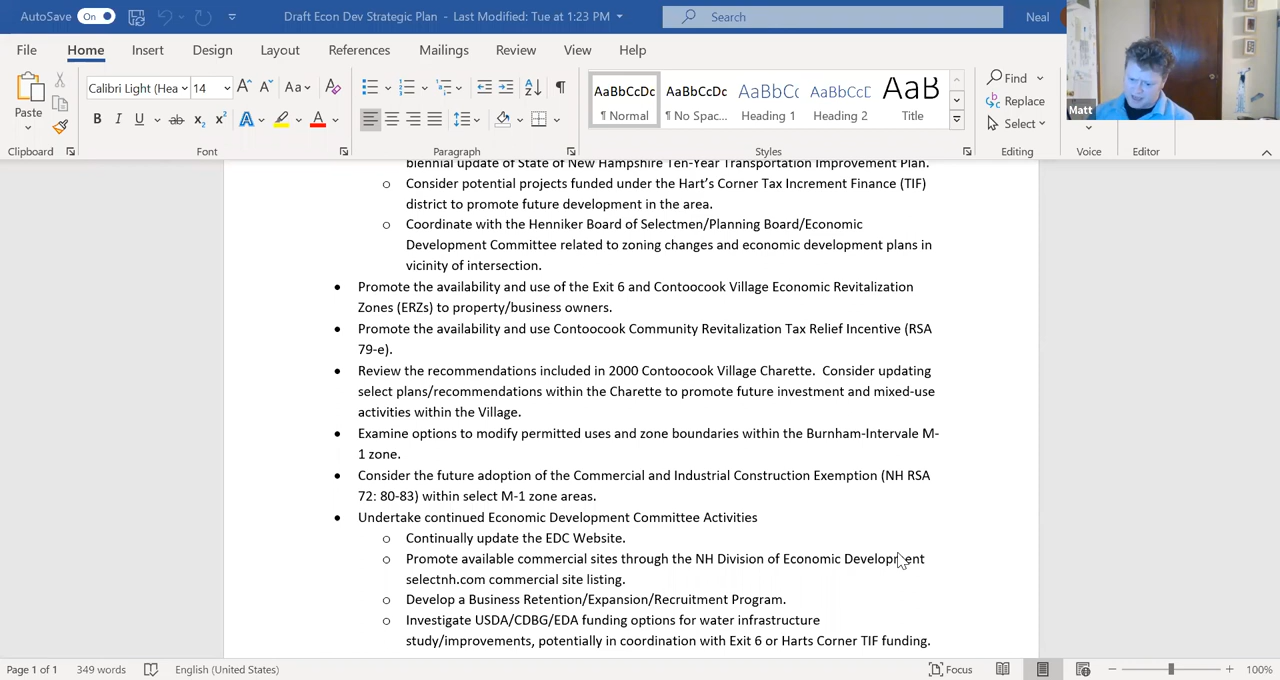 AutoSave On Draft Econ Dev Strategic Plan - Last Modified: Tue at 1:23 PM Search Neal
File Home Insert Design Layout References Mailings Review View Help
Calibri Light (Hea 14 Aa AaBbCcDc AaBbCcDc AaBbCc AaBbCcD AaB Find
Paste B I U ab x₂ x² A A ¶ Normal ¶ No Spac... Heading 1 Heading 2 Title Replace
Select
Matt
Clipboard Font Paragraph Styles Editing Voice Editor
biennial update of State of New Hampshire Ten-Year Transportation Improvement Plan.
o Consider potential projects funded under the Hart's Corner Tax Increment Finance (TIF)
district to promote future development in the area.
o Coordinate with the Henniker Board of Selectmen/Planning Board/Economic
Development Committee related to zoning changes and economic development plans in
vicinity of intersection.
• Promote the availability and use of the Exit 6 and Contoocook Village Economic Revitalization
Zones (ERZs) to property/business owners.
• Promote the availability and use Contoocook Community Revitalization Tax Relief Incentive (RSA
79-e).
• Review the recommendations included in 2000 Contoocook Village Charette. Consider updating
select plans/recommendations within the Charette to promote future investment and mixed-use
activities within the Village.
• Examine options to modify permitted uses and zone boundaries within the Burnham-Intervale M-
1 zone.
• Consider the future adoption of the Commercial and Industrial Construction Exemption (NH RSA
72: 80-83) within select M-1 zone areas.
• Undertake continued Economic Development Committee Activities
o Continually update the EDC Website.
o Promote available commercial sites through the NH Division of Economic Development
selectnh.com commercial site listing.
o Develop a Business Retention/Expansion/Recruitment Program.
o Investigate USDA/CDBG/EDA funding options for water infrastructure
study/improvements, potentially in coordination with Exit 6 or Harts Corner TIF funding.
Page 1 of 1 349 words English (United States) Focus 100%